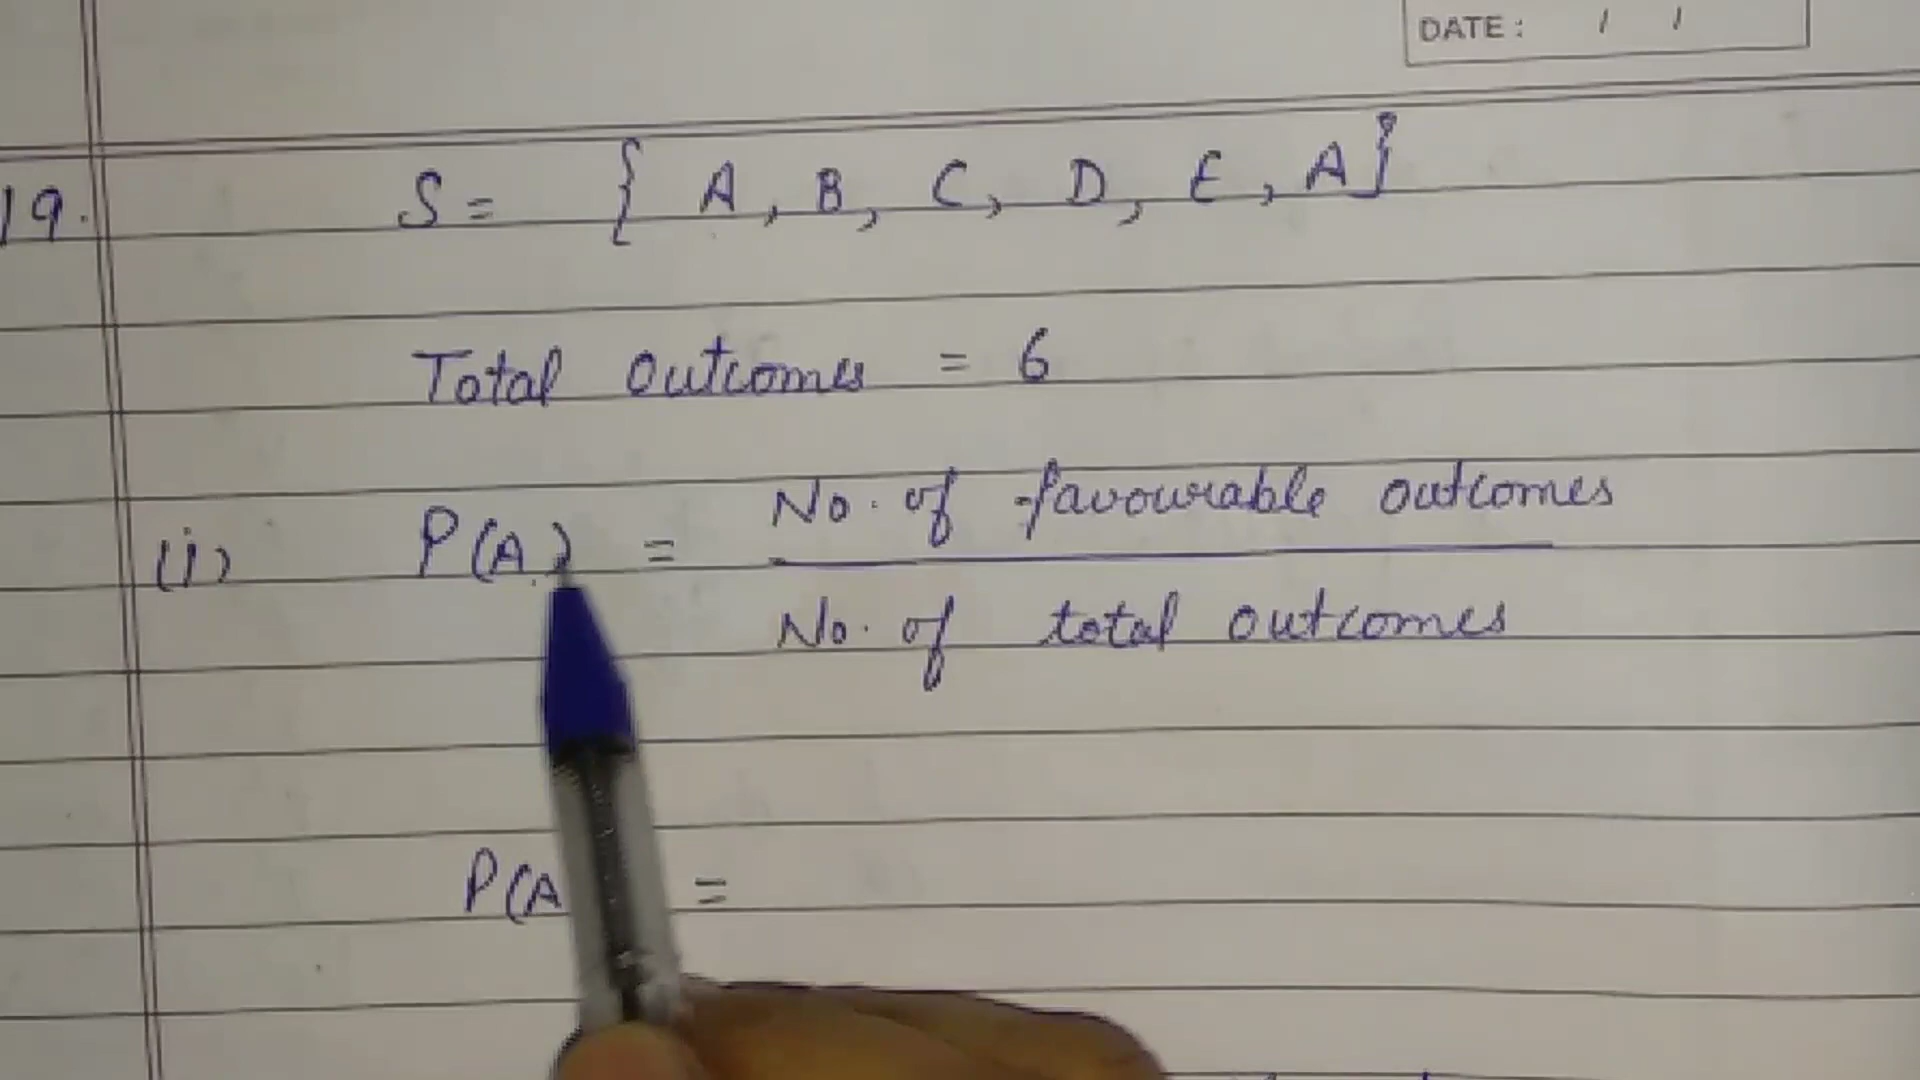 DATE: / /
19. S = { A, B, C, D, E, A}
Total outcomes = 6
(i) P(A) = No. of favourable outcomes
No. of total outcomes
P(A =